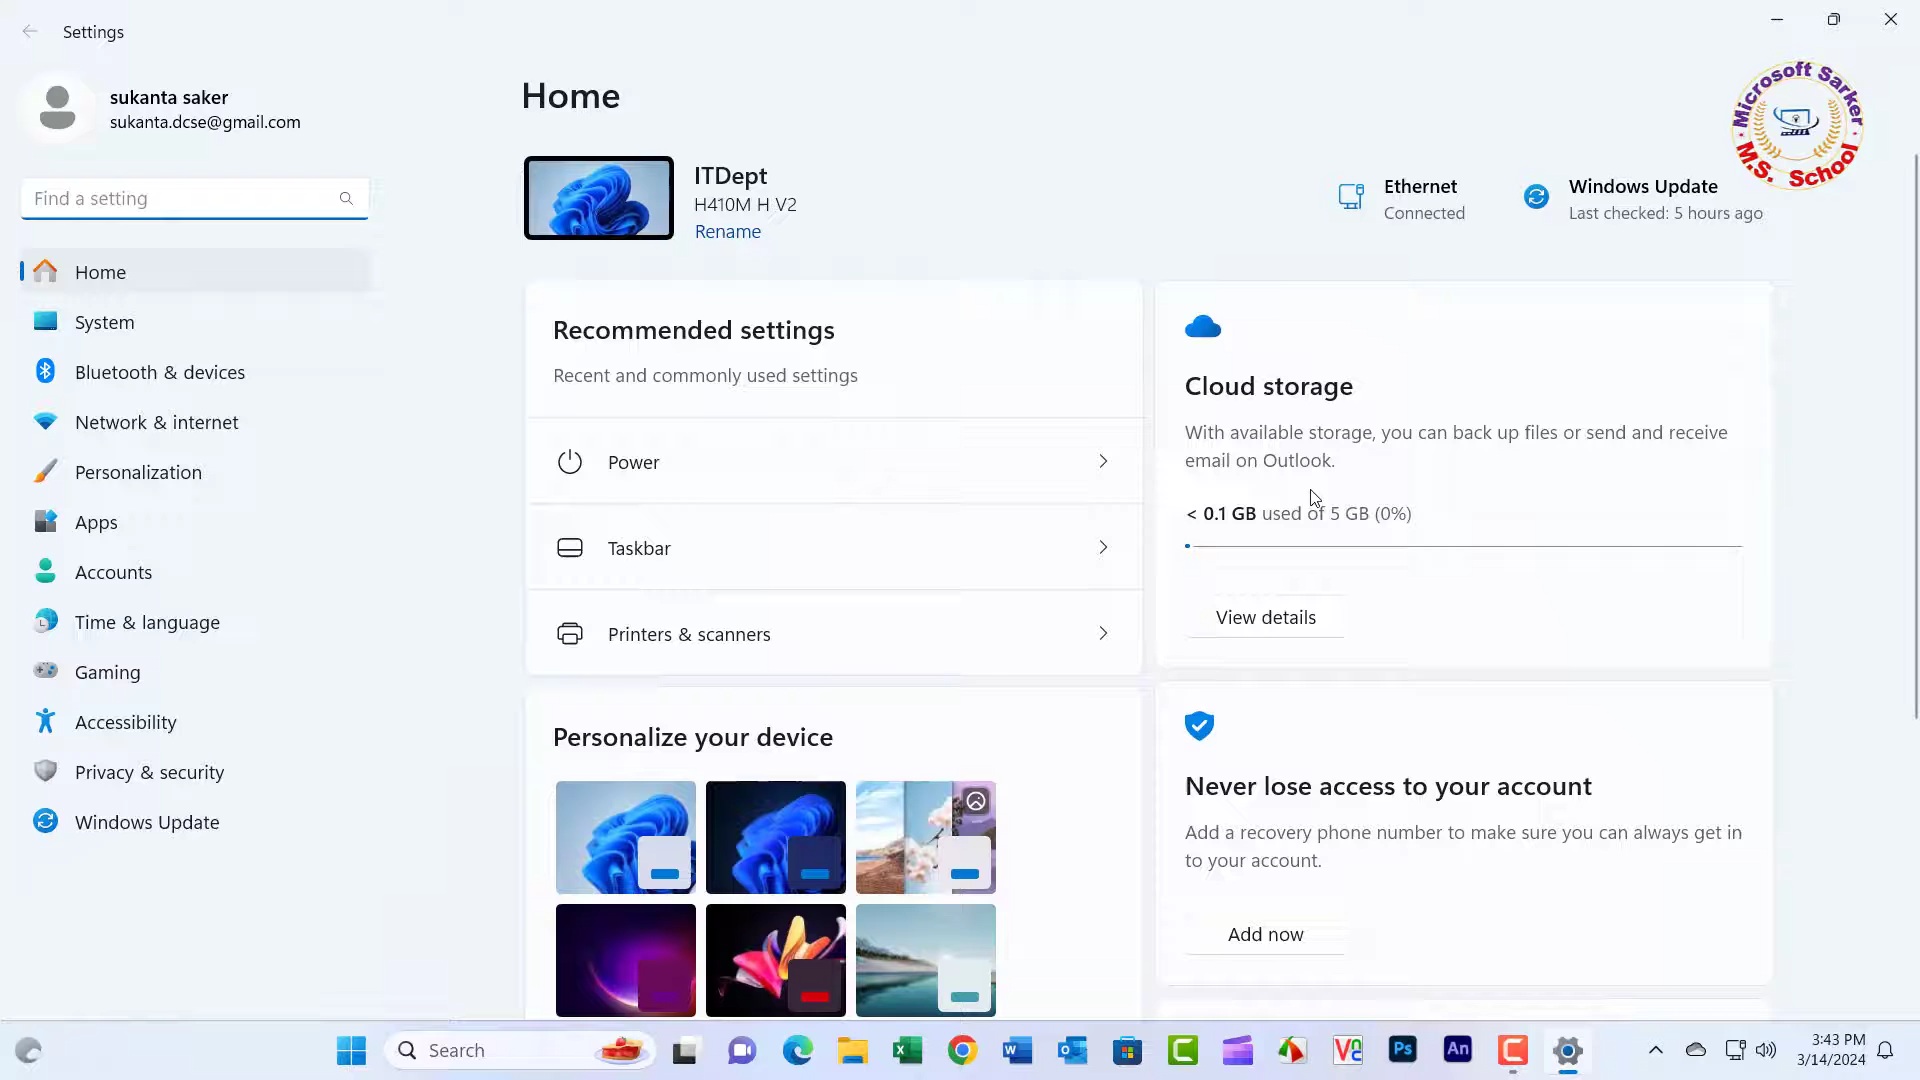 Settings
sukanta saker
sukanta.dcse@gmail.com
Find a setting
Home
System
Bluetooth & devices
Network & internet
Personalization
Apps
Accounts
Time & language
Gaming
Accessibility
Privacy & security
Windows Update
Home
ITDept
H410M H V2
Rename
Ethernet
Connected
Windows Update
Last checked: 5 hours ago
Microsoft Sarker
M.S. School
Recommended settings
Recent and commonly used settings
Power
Taskbar
Printers & scanners
Personalize your device
Cloud storage
With available storage, you can back up files or send and receive
email on Outlook.
< 0.1 GB used of 5 GB (0%)
View details
Never lose access to your account
Add a recovery phone number to make sure you can always get in
to your account.
Add now
Search
Ps
An
3:43 PM
3/14/2024